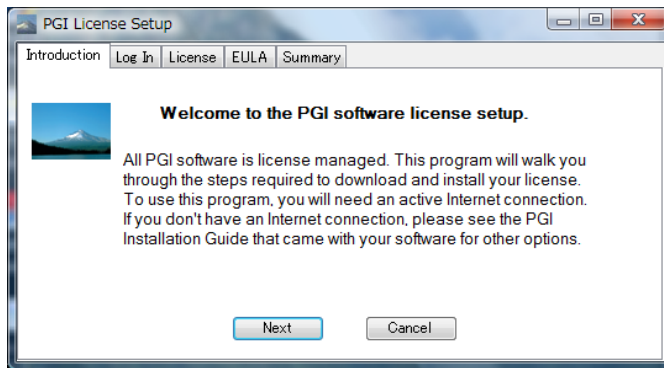 PGI License Setup
Introduction Log In License EULA Summary
Welcome to the PGI software license setup.
All PGI software is license managed. This program will walk you
through the steps required to download and install your license.
To use this program, you will need an active Internet connection.
If you don't have an Internet connection, please see the PGI
Installation Guide that came with your software for other options.
Next Cancel